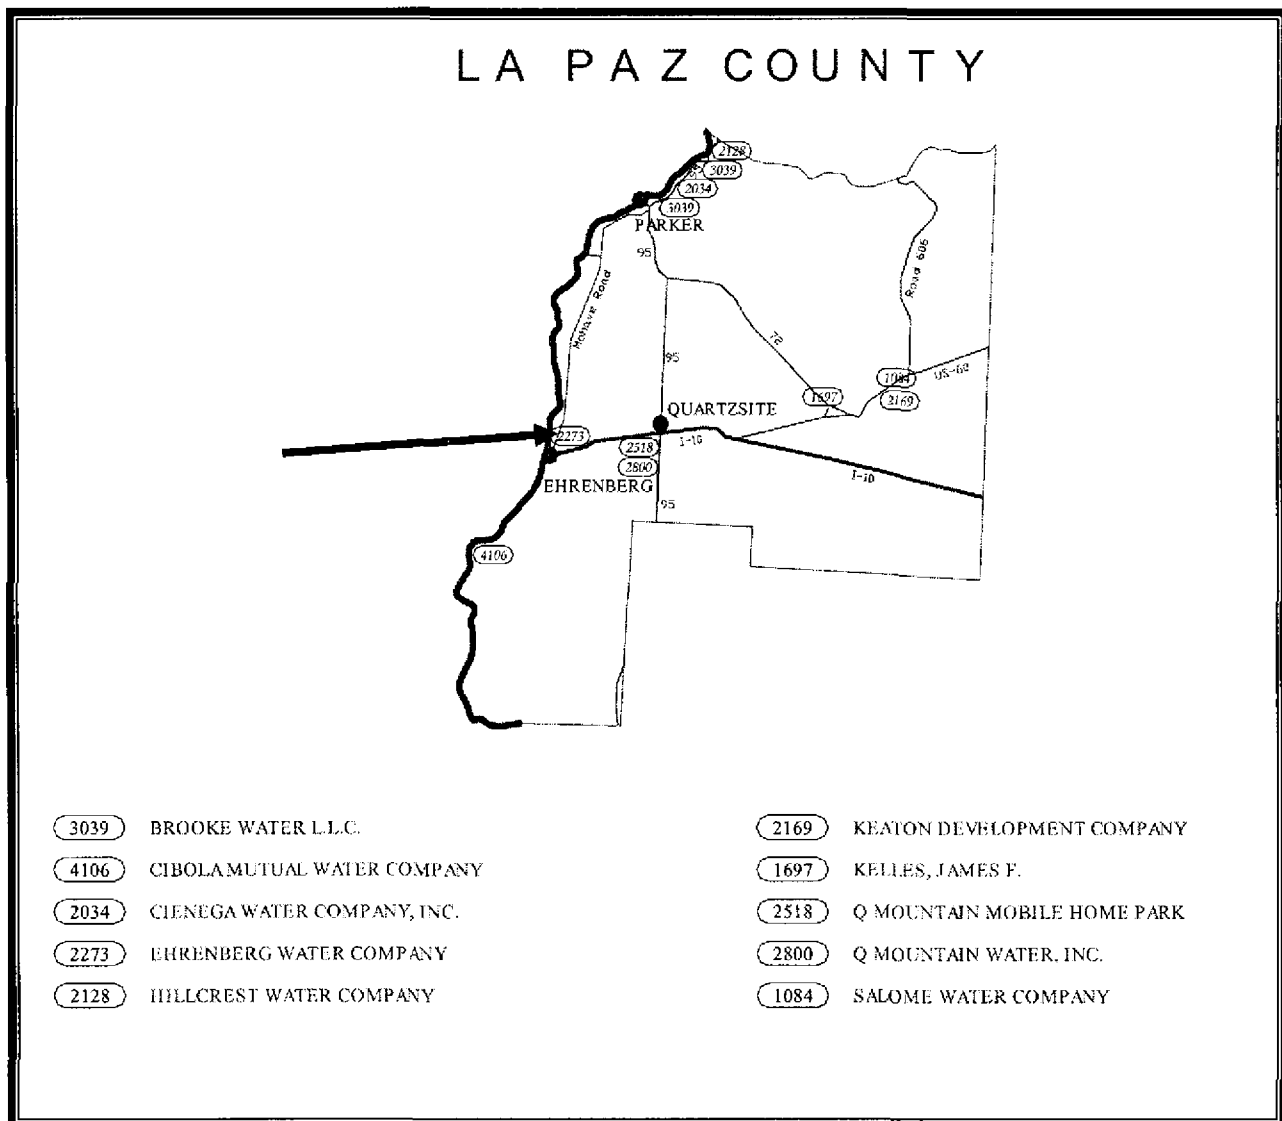 LA PAZ COUNTY
2128
3039
2034
3039
PARKER
95
Road 606
Mohave Road
72
95
US-60
1084
1697
2169
QUARTZSITE
2273
I-10
2518
2800
I-10
EHRENBERG
95
4106
3039 BROOKE WATER L.L.C.
4106 CIBOLA MUTUAL WATER COMPANY
2034 CIENEGA WATER COMPANY, INC.
2273 EHRENBERG WATER COMPANY
2128 HILLCREST WATER COMPANY
2169 KEATON DEVELOPMENT COMPANY
1697 KELLES, JAMES F.
2518 Q MOUNTAIN MOBILE HOME PARK
2800 Q MOUNTAIN WATER, INC.
1084 SALOME WATER COMPANY